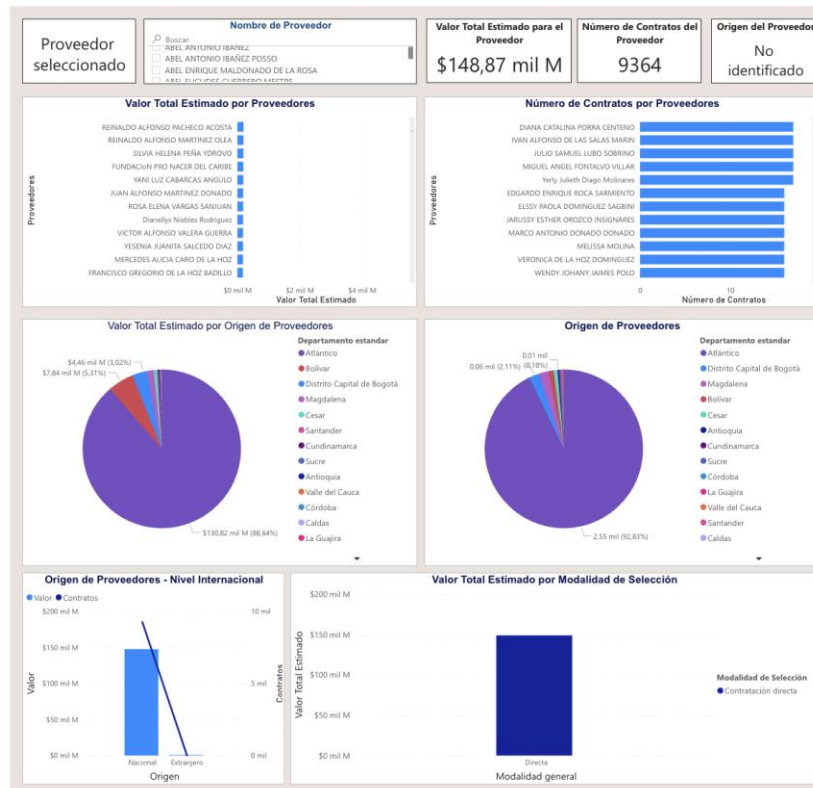 Proveedor
seleccionado
Nombre de Proveedor
Buscar
ABEL ANTONIO IBAÑEZ
ABEL ANTONIO IBAÑEZ POSSO
ABEL ENRIQUE MALDONADO DE LA ROSA
ABEL EUCLIDES GUERRERO MESTRE
Valor Total Estimado para el
Proveedor
$148,87 mil M
Número de Contratos del
Proveedor
9364
Origen del Proveedor
No
identificado
Valor Total Estimado por Proveedores
Proveedores
REINALDO ALFONSO PACHECO ACOSTA
REINALDO ALFONSO MARTINEZ OLEA
SILVIA HELENA PEÑA YDROVO
FUNDACIoN PRO NACER DEL CARIBE
YANI LUZ CABARCAS ANGULO
JUAN ALFONSO MARTINEZ DONADO
ROSA ELENA VARGAS SANJUAN
Dianellys Niebles Rodriguez
VICTOR ALFONSO VALERA GUERRA
YESENIA JUANITA SALCEDO DIAZ
MERCEDES ALICIA CARO DE LA HOZ
FRANCISCO GREGORIO DE LA HOZ BADILLO
$0 mil M
$2 mil M
$4 mil M
Valor Total Estimado
Número de Contratos por Proveedores
Proveedores
DIANA CATALINA PORRA CENTENO
IVAN ALFONSO DE LAS SALAS MARIN
JULIO SAMUEL LUBO SOBRINO
MIGUEL ANGEL FONTALVO VILLAR
Yerly Julieth Diago Molinares
EDGARDO ENRIQUE ROCA SARMIENTO
ELSSY PAOLA DOMINGUEZ SAGBINI
JARUSSY ESTHER OROZCO INSIGNARES
MARCO ANTONIO DONADO DONADO
MELISSA MOLINA
VERONICA DE LA HOZ DOMINGUEZ
WENDY JOHANY JAIMES POLO
0
10
Número de Contratos
Valor Total Estimado por Origen de Proveedores
$4,46 mil M (3,02%)
$7,84 mil M (5,31%)
$130,82 mil M (88,64%)
Departamento estandar
Atlántico
Bolívar
Distrito Capital de Bogotá
Magdalena
Cesar
Santander
Cundinamarca
Sucre
Antioquia
Valle del Cauca
Córdoba
Caldas
La Guajira
Origen de Proveedores
0,01 mil
(0,18%)
0,06 mil (2,11%)
2,55 mil (92,83%)
Departamento estandar
Atlántico
Distrito Capital de Bogotá
Magdalena
Bolívar
Cesar
Antioquia
Cundinamarca
Sucre
Córdoba
La Guajira
Valle del Cauca
Santander
Caldas
Origen de Proveedores - Nivel Internacional
Valor Contratos
$200 mil M
$150 mil M
$100 mil M
$50 mil M
$0 mil M
Valor
10 mil
5 mil
0 mil
Contratos
Nacional
Extranjero
Origen
Valor Total Estimado por Modalidad de Selección
Valor Total Estimado
$200 mil M
$150 mil M
$100 mil M
$50 mil M
$0 mil M
Directa
Modalidad general
Modalidad de Selección
Contratación directa